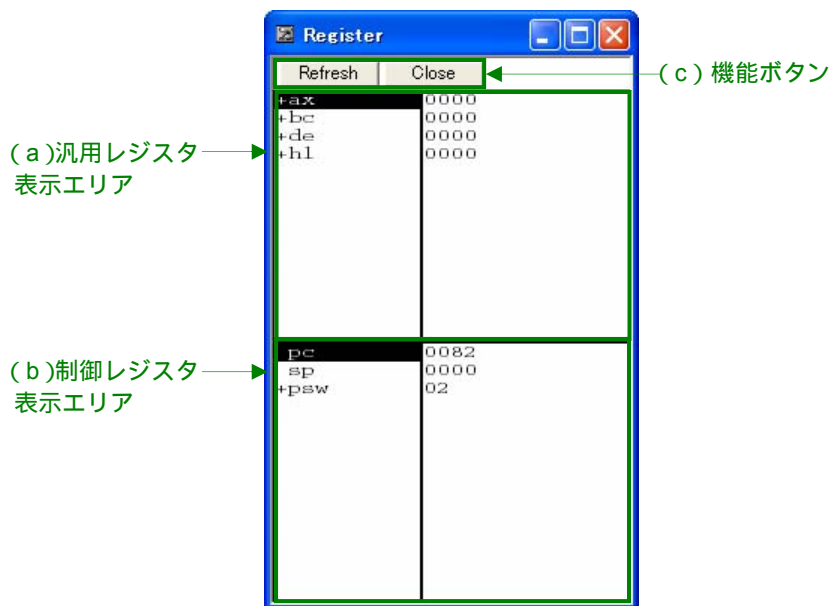 Register
Refresh Close
(c)機能ボタン
(a)汎用レジスタ
表示エリア
+ax 0000
+bc 0000
+de 0000
+hl 0000
(b)制御レジスタ
表示エリア
pc 0082
sp 0000
+psw 02